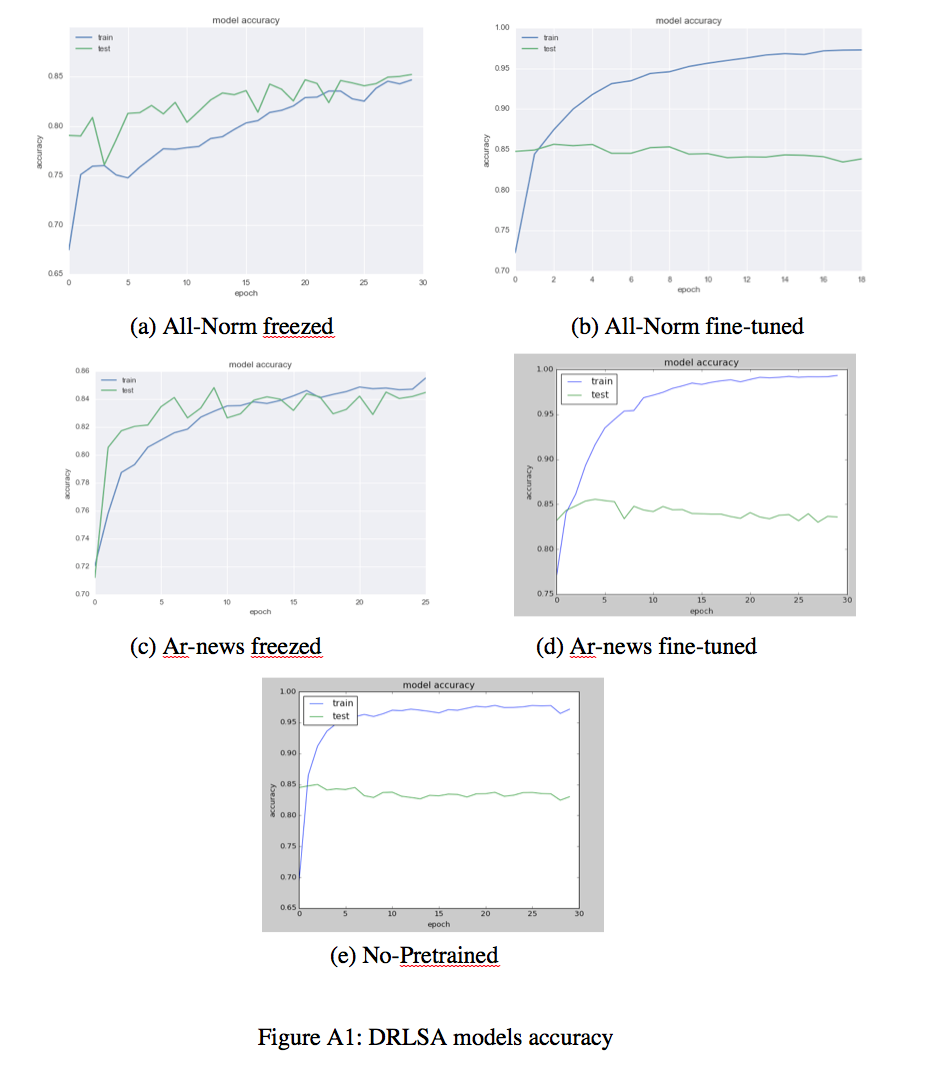 model accuracy
train
test
0.85
0.80
0.75
0.70
0.65
accuracy
0
5
10
15
20
25
30
epoch
(a) All-Norm freezed
model accuracy
train
test
1.00
0.95
0.90
0.85
0.80
0.75
0.70
accuracy
0
2
4
6
8
10
12
14
16
18
epoch
(b) All-Norm fine-tuned
model accuracy
train
test
0.86
0.84
0.82
0.80
0.78
0.76
0.74
0.72
0.70
accuracy
0
5
10
15
20
25
epoch
(c) Ar-news freezed
model accuracy
train
test
1.00
0.95
0.90
0.85
0.80
0.75
accuracy
0
5
10
15
20
25
30
epoch
(d) Ar-news fine-tuned
model accuracy
train
test
1.00
0.95
0.90
0.85
0.80
0.75
0.70
0.65
accuracy
0
5
10
15
20
25
30
epoch
(e) No-Pretrained
Figure A1: DRLSA models accuracy